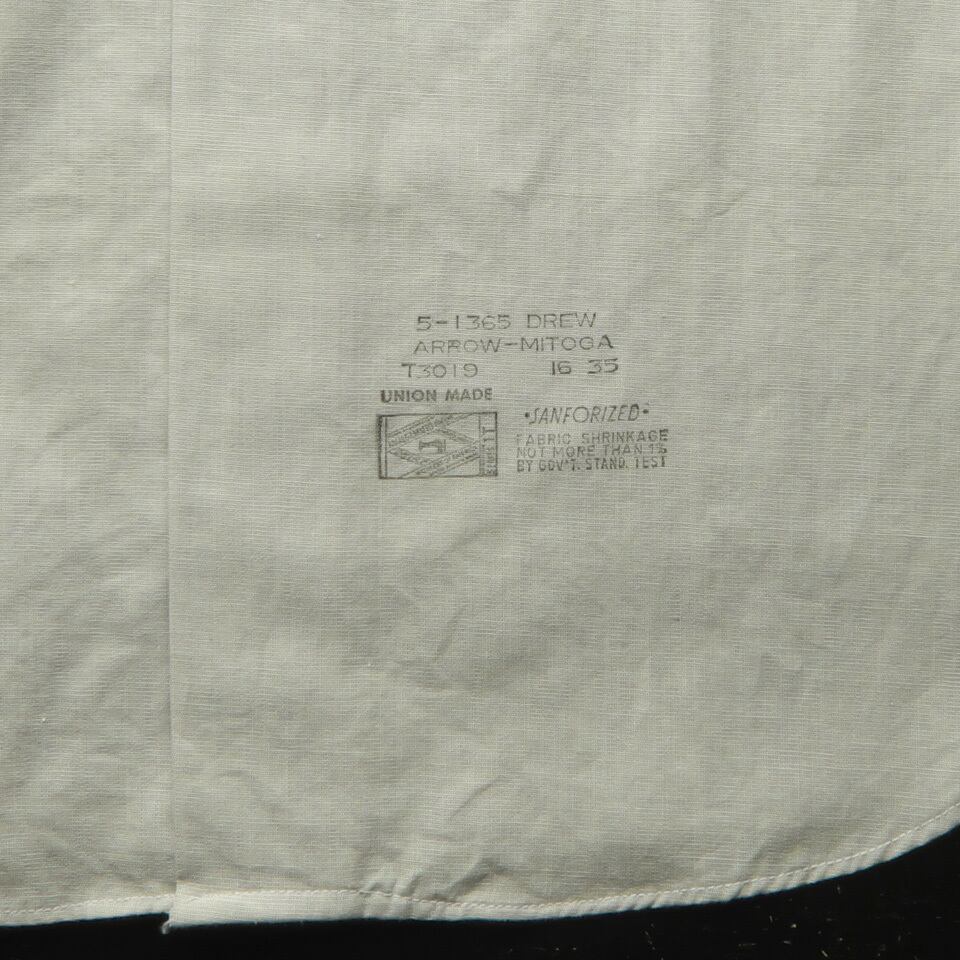 5-1365 DREW
ARROW-MITOGA
T3019 16 35
UNION MADE
•SANFORIZED•
FABRIC SHRINKAGE
NOT MORE THAN 1%
BY GOV'T. STAND. TEST